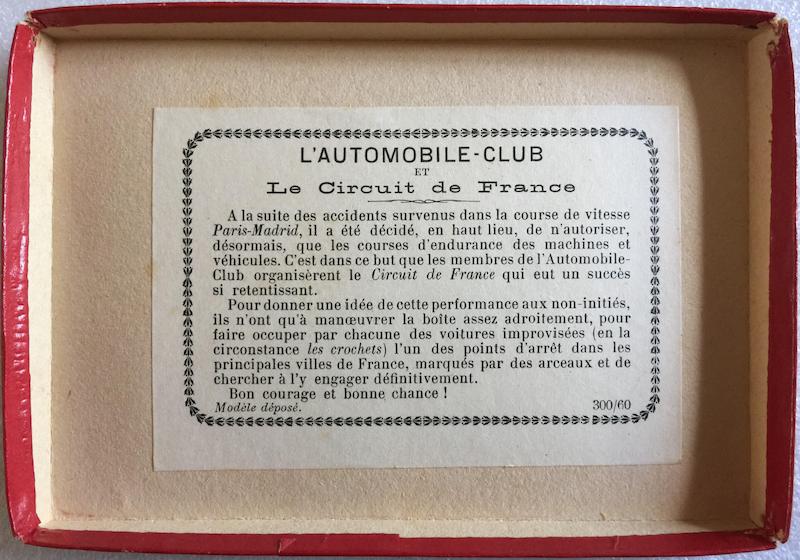 L'AUTOMOBILE-CLUB
ET
Le Circuit de France
A la suite des accidents survenus dans la course de vitesse
Paris-Madrid, il a été décidé, en haut lieu, de n'autoriser,
désormais, que les courses d'endurance des machines et
véhicules. C'est dans ce but que les membres de l'Automobile-
Club organisèrent le Circuit de France qui eut un succès
si retentissant.
Pour donner une idée de cette performance aux non-initiés,
ils n'ont qu'à manœuvrer la boîte assez adroitement, pour
faire occuper par chacune des voitures improvisées (en la
circonstance les crochets) l'un des points d'arrêt dans les
principales villes de France, marqués par des arceaux et de
chercher à l'y engager définitivement.
Bon courage et bonne chance !
Modèle déposé. 300/60